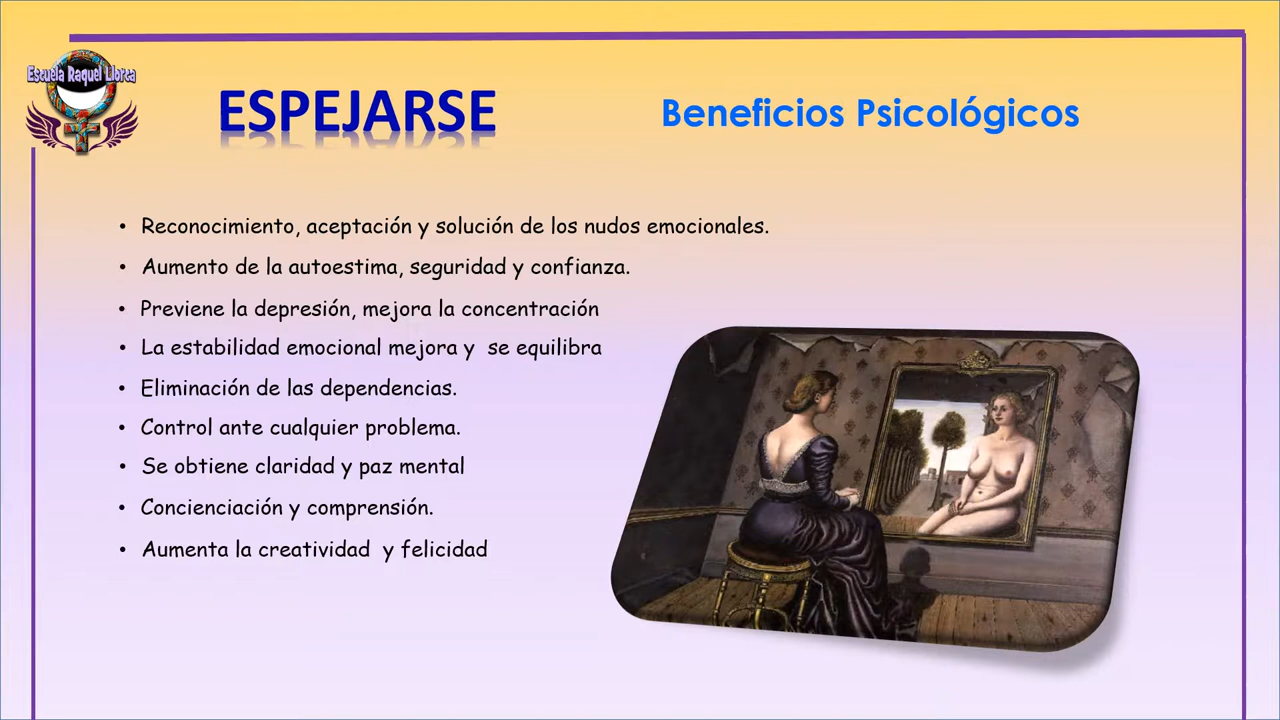 Escuela Raquel Llorca
ESPEJARSE
Beneficios Psicológicos
• Reconocimiento, aceptación y solución de los nudos emocionales.
• Aumento de la autoestima, seguridad y confianza.
• Previene la depresión, mejora la concentración
• La estabilidad emocional mejora y  se equilibra
• Eliminación de las dependencias.
• Control ante cualquier problema.
• Se obtiene claridad y paz mental
• Concienciación y comprensión.
• Aumenta la creatividad  y felicidad